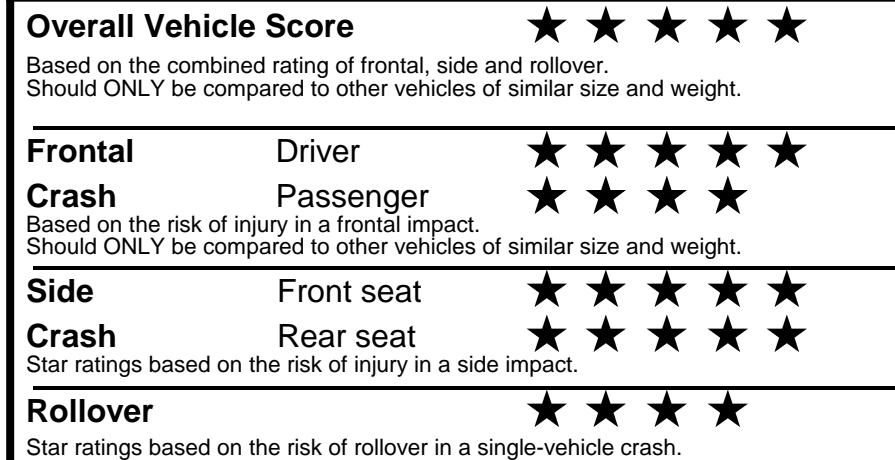 Overall Vehicle Score ★ ★ ★ ★ ★
Based on the combined rating of frontal, side and rollover.
Should ONLY be compared to other vehicles of similar size and weight.
Frontal Driver ★ ★ ★ ★ ★
Crash Passenger ★ ★ ★ ★
Based on the risk of injury in a frontal impact.
Should ONLY be compared to other vehicles of similar size and weight.
Side Front seat ★ ★ ★ ★ ★
Crash Rear seat ★ ★ ★ ★ ★
Star ratings based on the risk of injury in a side impact.
Rollover ★ ★ ★ ★
Star ratings based on the risk of rollover in a single-vehicle crash.